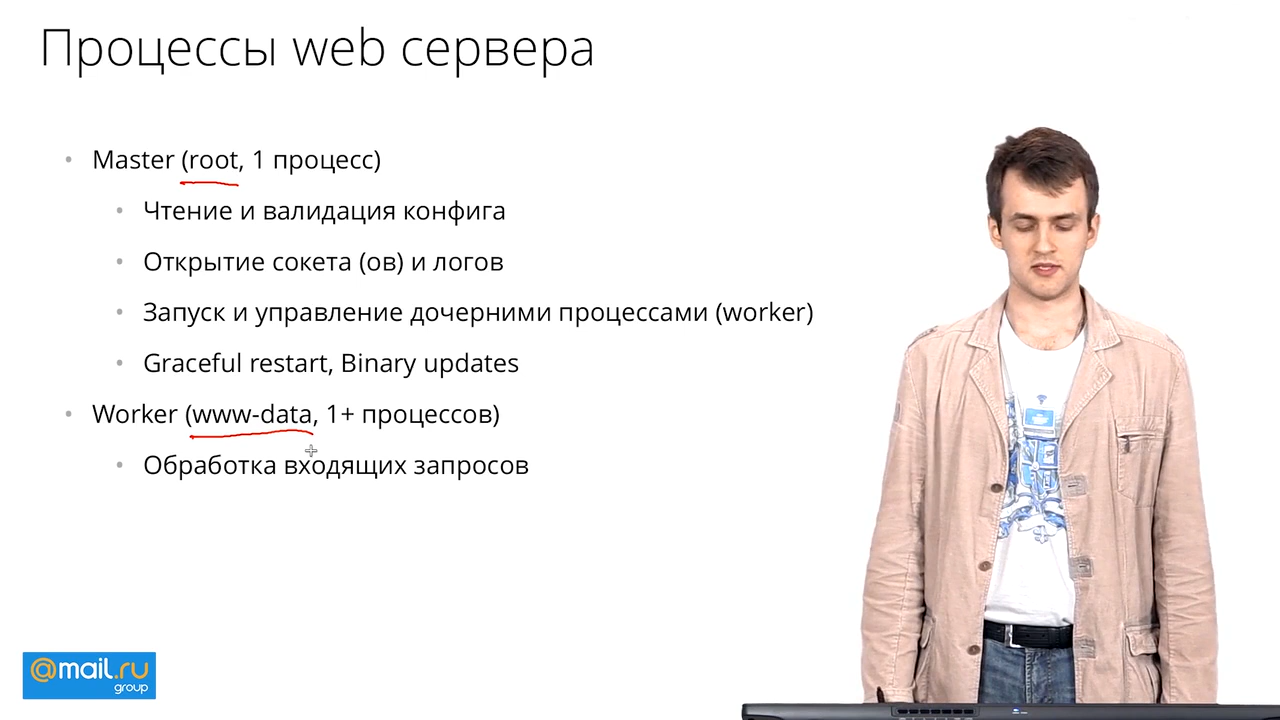 Процессы web сервера
• Master (root, 1 процесс)
• Чтение и валидация конфига
• Открытие сокета (ов) и логов
• Запуск и управление дочерними процессами (worker)
• Graceful restart, Binary updates
• Worker (www-data, 1+ процессов)
• Обработка входящих запросов
@mail.ru
group